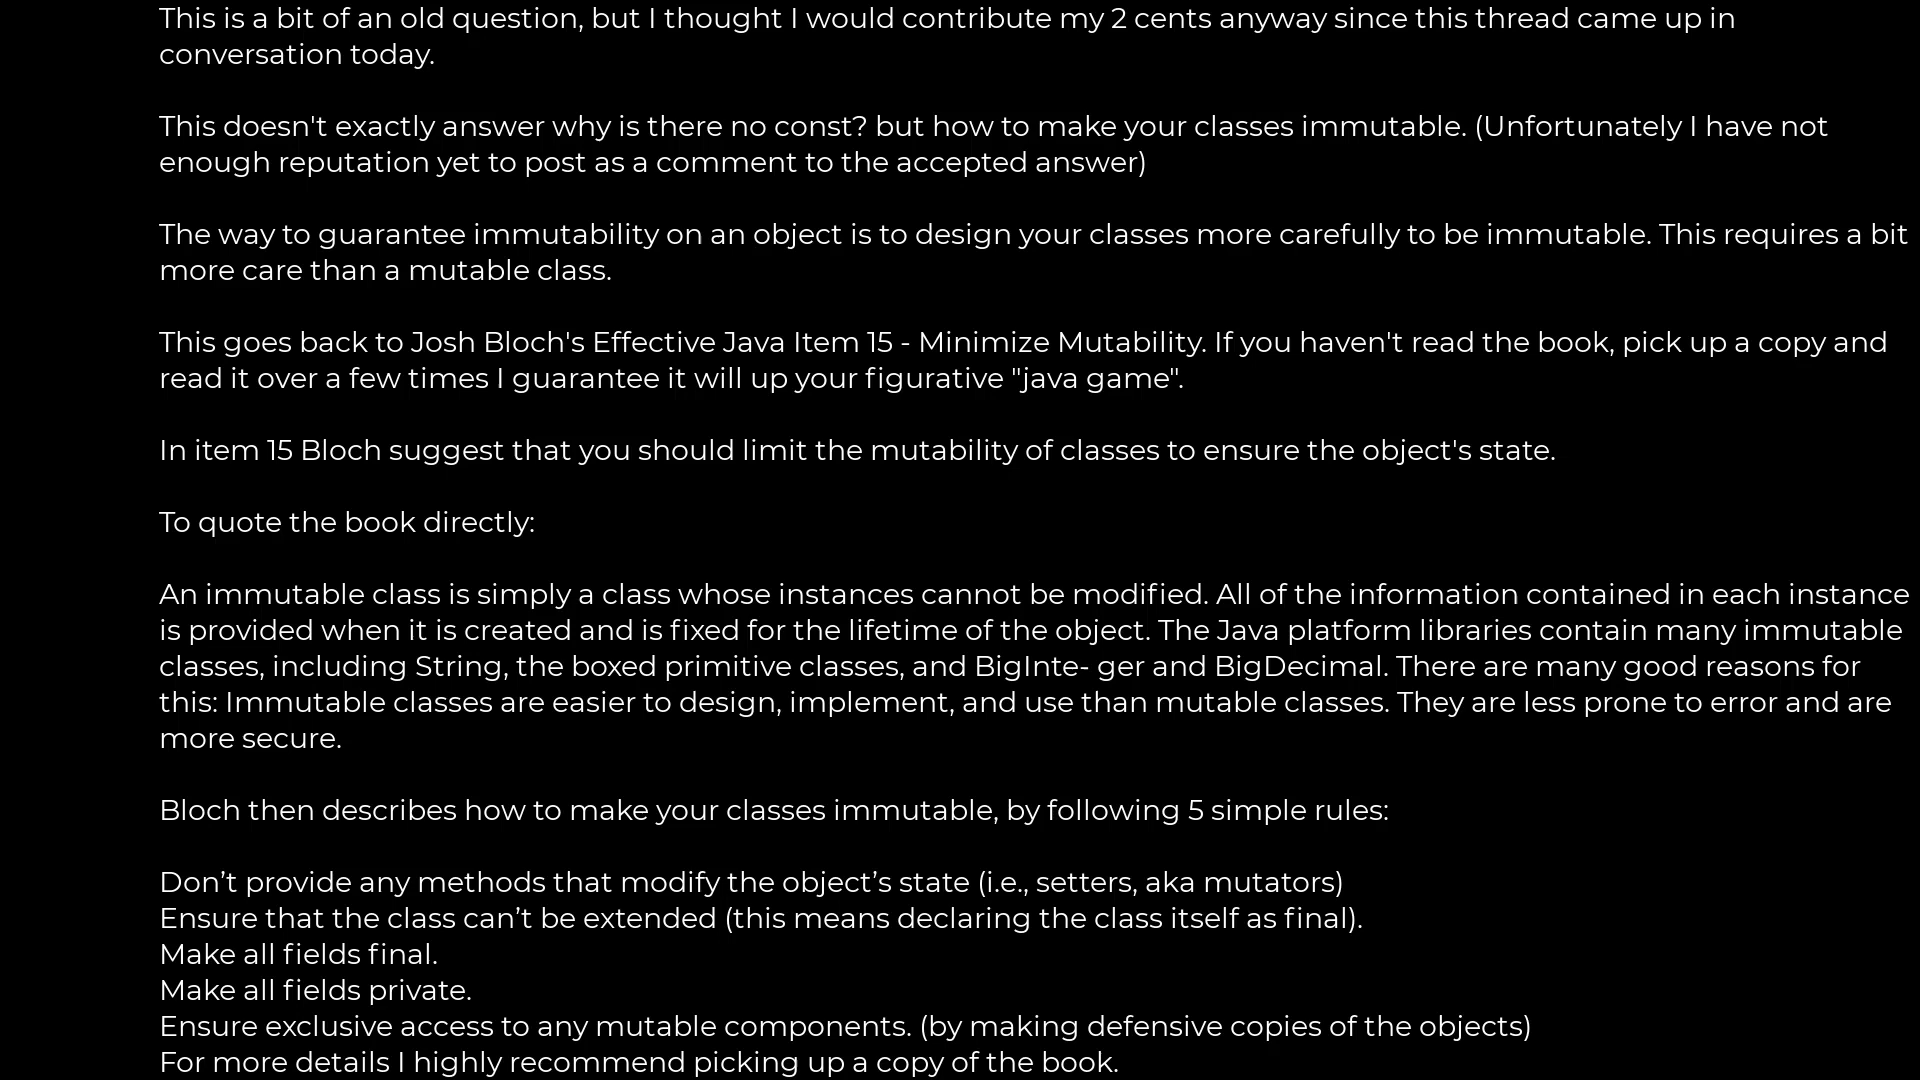 This is a bit of an old question, but I thought I would contribute my 2 cents anyway since this thread came up in
conversation today.
This doesn't exactly answer why is there no const? but how to make your classes immutable. (Unfortunately I have not
enough reputation yet to post as a comment to the accepted answer)
The way to guarantee immutability on an object is to design your classes more carefully to be immutable. This requires a bit
more care than a mutable class.
This goes back to Josh Bloch's Effective Java Item 15 - Minimize Mutability. If you haven't read the book, pick up a copy and
read it over a few times I guarantee it will up your figurative "java game".
In item 15 Bloch suggest that you should limit the mutability of classes to ensure the object's state.
To quote the book directly:
An immutable class is simply a class whose instances cannot be modified. All of the information contained in each instance
is provided when it is created and is fixed for the lifetime of the object. The Java platform libraries contain many immutable
classes, including String, the boxed primitive classes, and BigInte- ger and BigDecimal. There are many good reasons for
this: Immutable classes are easier to design, implement, and use than mutable classes. They are less prone to error and are
more secure.
Bloch then describes how to make your classes immutable, by following 5 simple rules:
Don’t provide any methods that modify the object’s state (i.e., setters, aka mutators)
Ensure that the class can’t be extended (this means declaring the class itself as final).
Make all fields final.
Make all fields private.
Ensure exclusive access to any mutable components. (by making defensive copies of the objects)
For more details I highly recommend picking up a copy of the book.